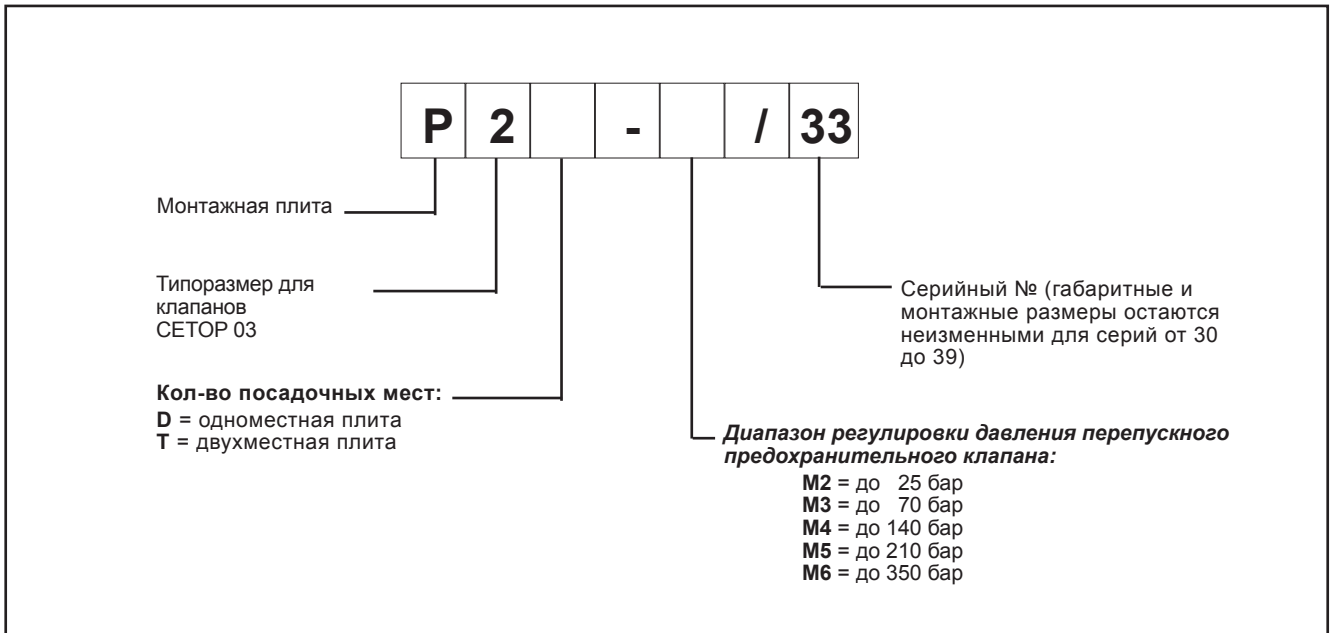 P 2 - / 33
Монтажная плита
Типоразмер для
клапанов
CETOP 03
Кол-во посадочных мест:
D = одноместная плита
T = двухместная плита
Серийный № (габаритные и
монтажные размеры остаются
неизменными для серий от 30
до 39)
Диапазон регулировки давления перепускного
предохранительного клапана:
M2 = до 25 бар
M3 = до 70 бар
M4 = до 140 бар
M5 = до 210 бар
M6 = до 350 бар